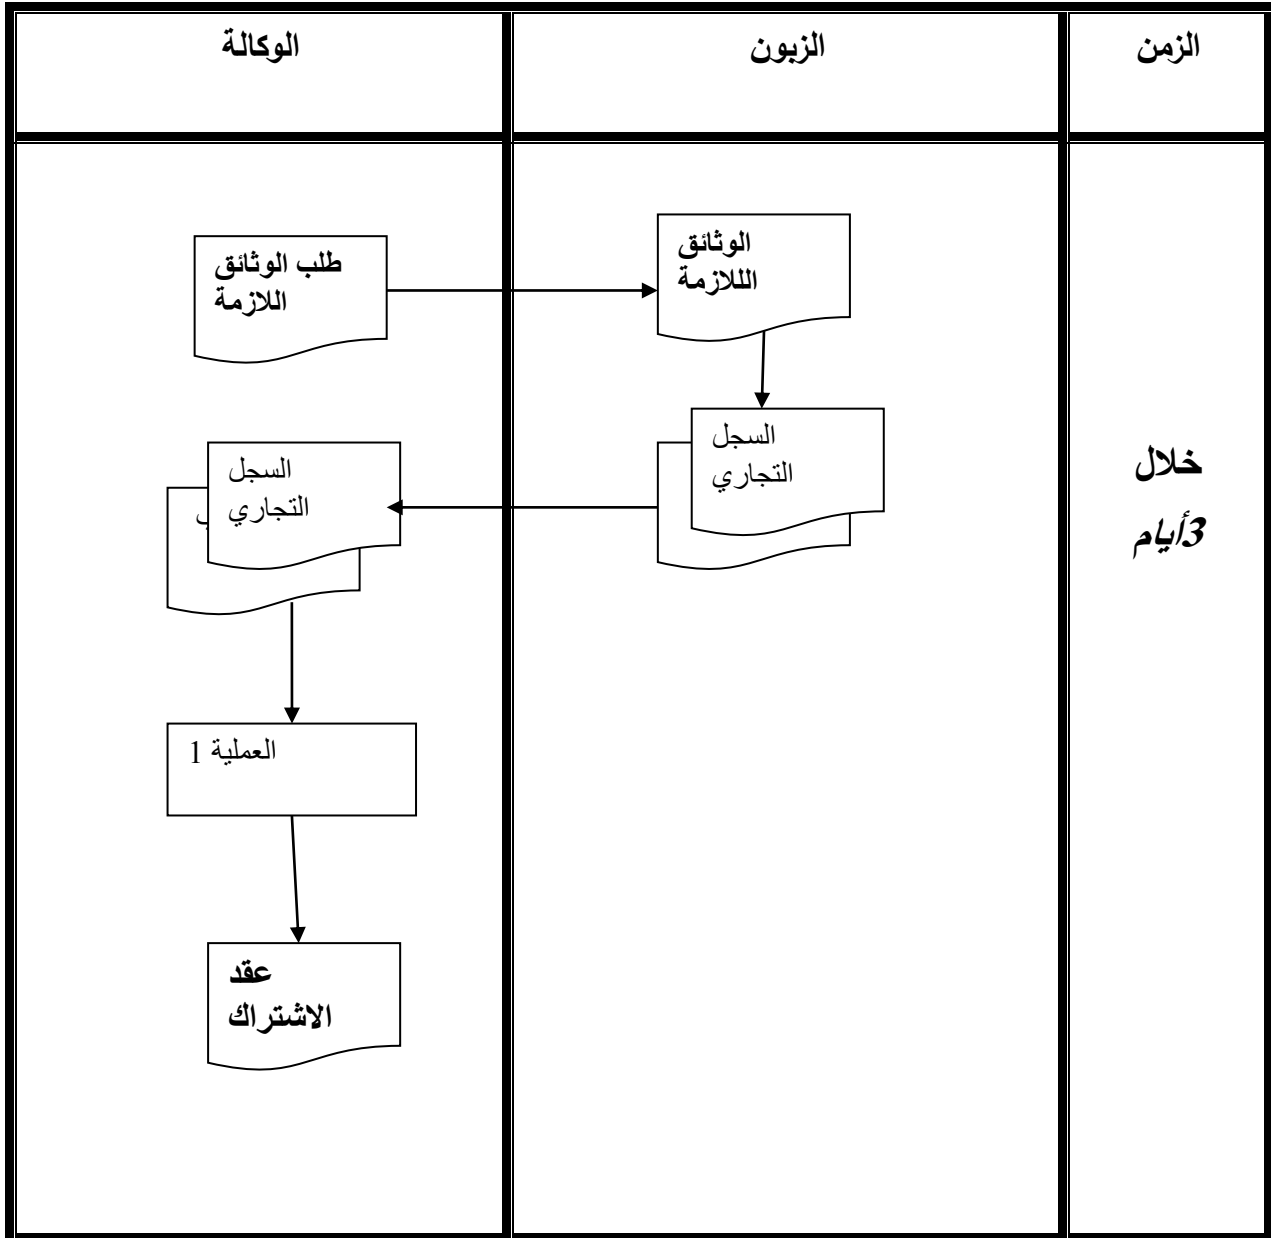 الزمن
الزبون
الوكالة
الوثائق
اللازمة
طلب الوثائق
اللازمة
السجل
التجاري
السجل
التجاري
خلال
3أيام
العملية 1
عقد
الاشتراك